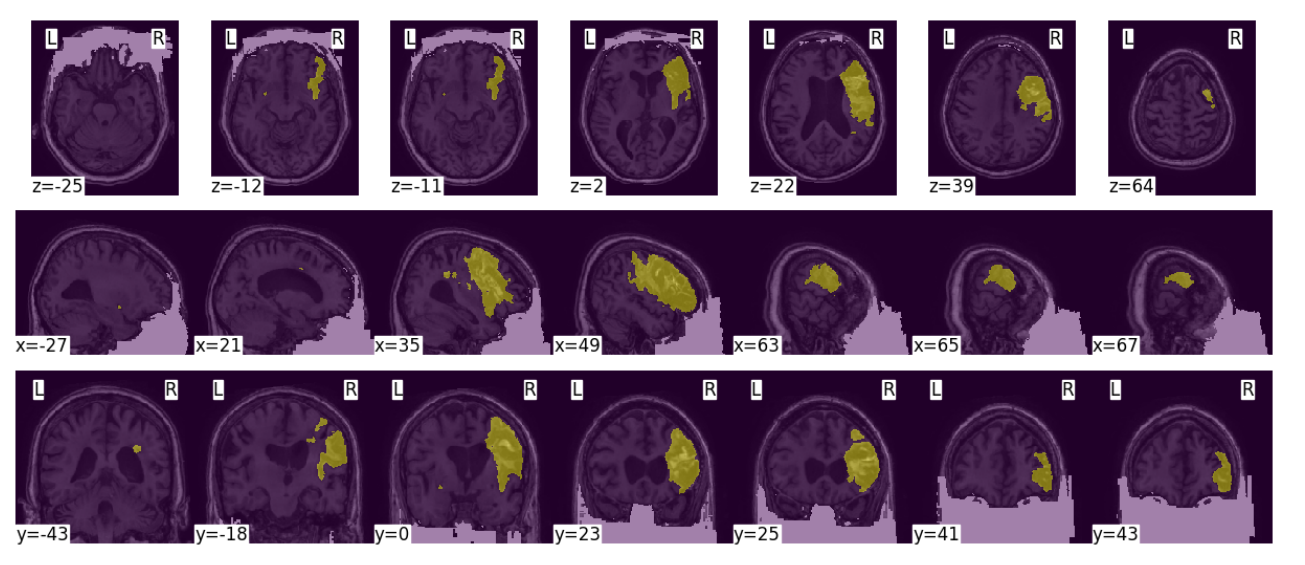 L R L R L R L R L R L R L R
z=-25 z=-12 z=-11 z=2 z=22 z=39 z=64
x=-27 x=21 x=35 x=49 x=63 x=65 x=67
L R L R L R L R L R L R L R
y=-43 y=-18 y=0 y=23 y=25 y=41 y=43